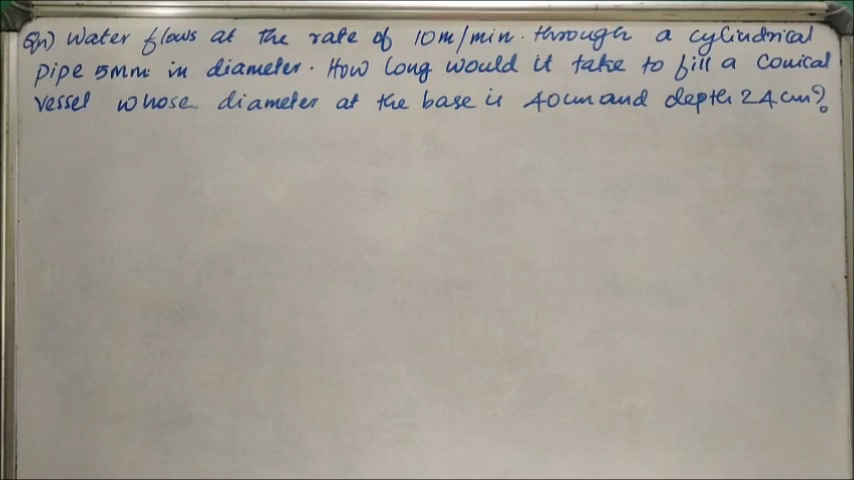 Qn) Water flows at the rate of 10m/min. through a cylindrical
pipe 5mm in diameter. How long would it take to fill a conical
vessel whose diameter at the base is 40cm and depth 24cm?